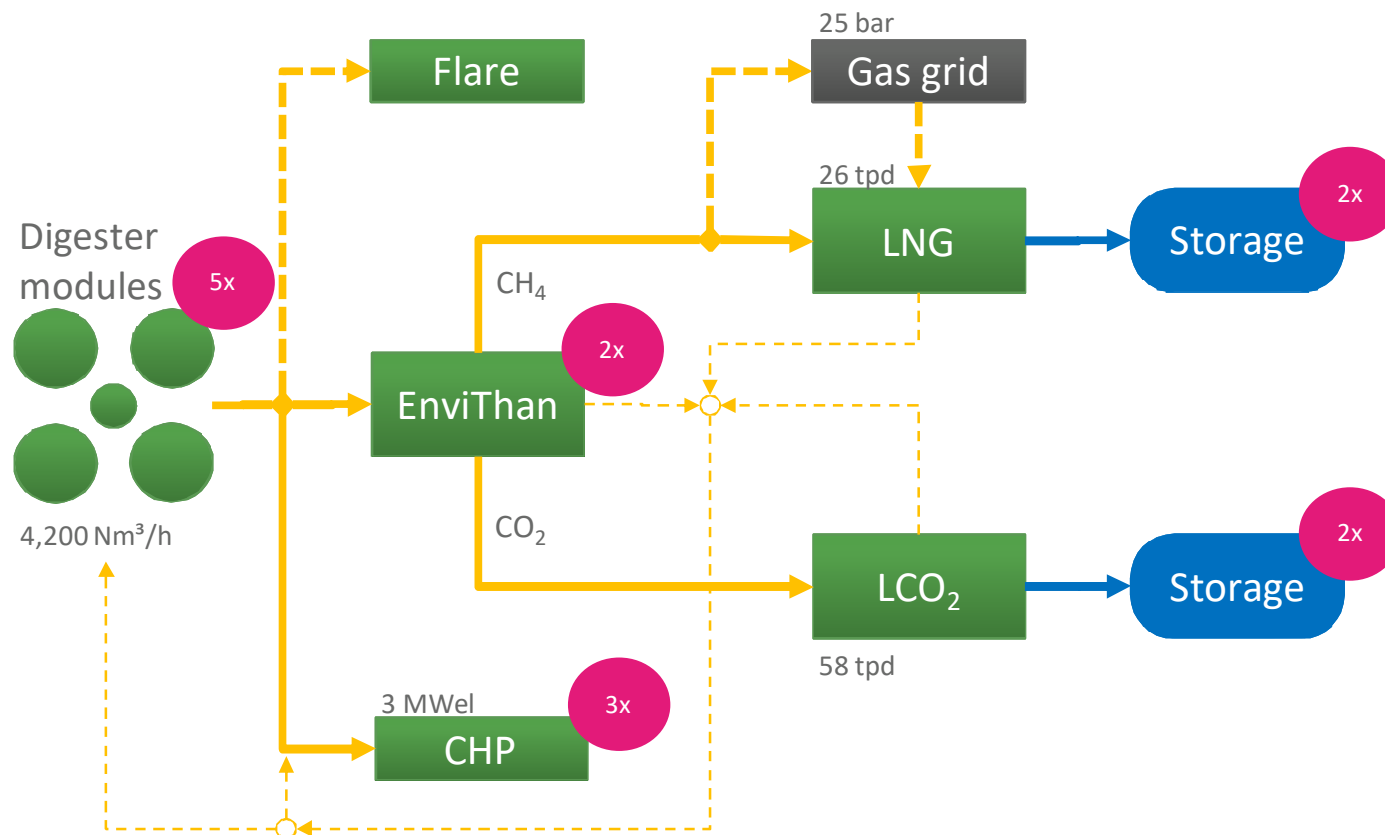 25 bar
Flare
Gas grid
26 tpd
2x
Digester
modules
5x
LNG
Storage
CH₄
2x
EnviThan
4,200 Nm³/h
CO₂
2x
LCO₂
Storage
58 tpd
3 MWel
3x
CHP